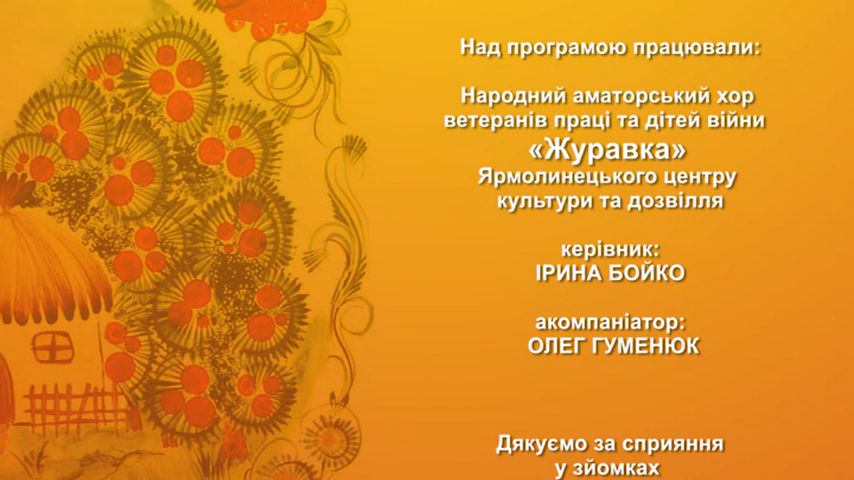 Над програмою працювали:
Народний аматорський хор
ветеранів праці та дітей війни
«Журавка»
Ярмолинецького центру
культури та дозвілля
керівник:
ІРИНА БОЙКО
акомпаніатор:
ОЛЕГ ГУМЕНЮК
Дякуємо за сприяння
у зйомках